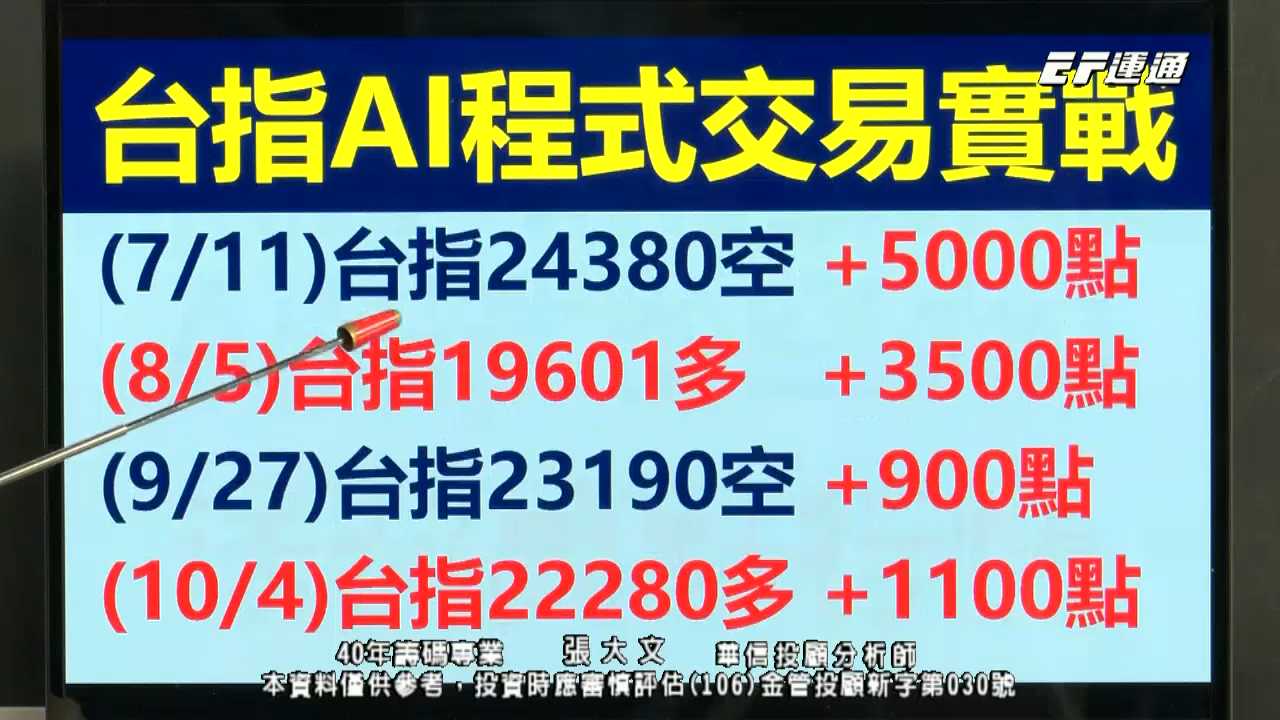 EF運通
台指AI程式交易實戰
(7/11)台指24380空 +5000點
(8/5)台指19601多 +3500點
(9/27)台指23190空 +900點
(10/4)台指22280多 +1100點
40年籌碼專業 張大文 華信投顧分析師
本資料僅供參考，投資時應審慎評估(106)金管投顧新字第030號